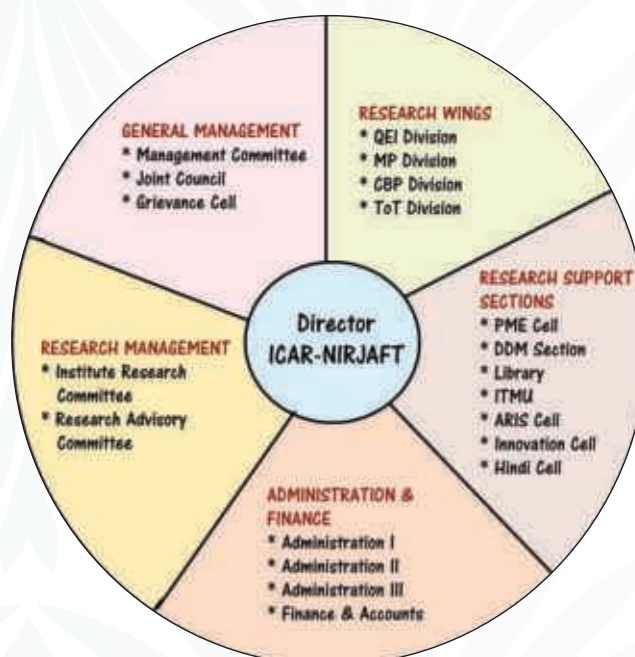 GENERAL MANAGEMENT
* Management Committee
* Joint Council
* Grievance Cell
RESEARCH WINGS
* QEI Division
* MP Division
* CBP Division
* ToT Division
RESEARCH SUPPORT
SECTIONS
* PME Cell
* DDM Section
* Library
* ITMU
* ARIS Cell
* Innovation Cell
* Hindi Cell
Director
ICAR-NIRJAFT
RESEARCH MANAGEMENT
* Institute Research
Committee
* Research Advisory
Committee
ADMINISTRATION &
FINANCE
* Administration I
* Administration II
* Administration III
* Finance & Accounts